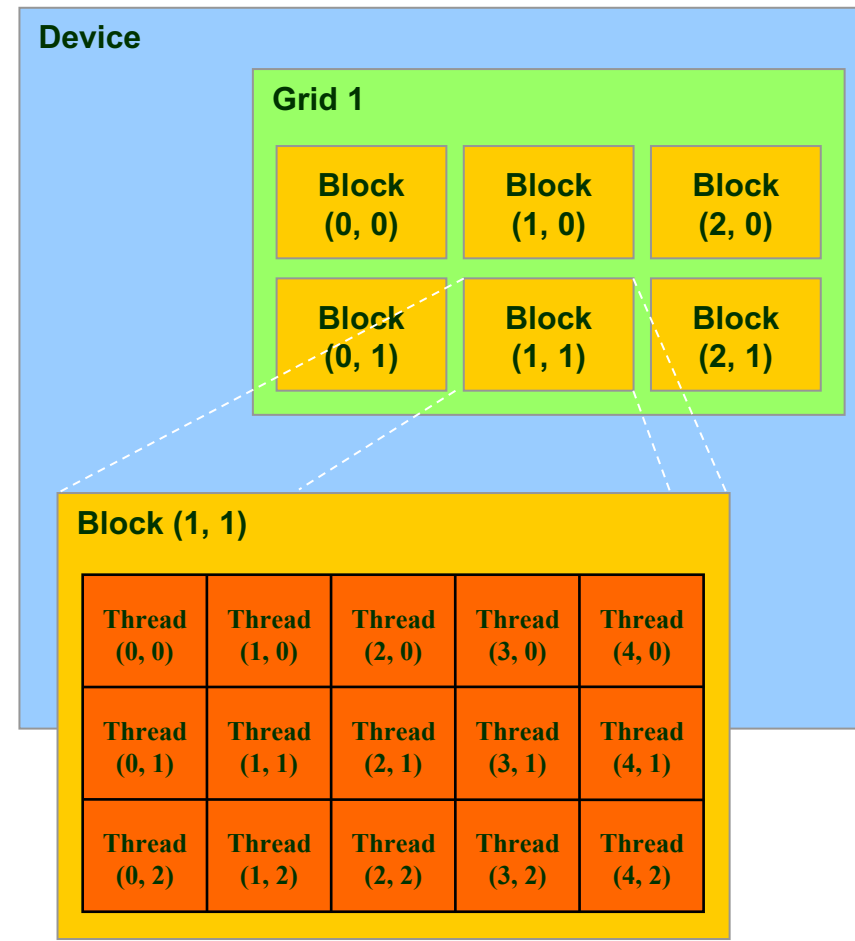 Device
Grid 1
Block
(0, 0)
Block
(1, 0)
Block
(2, 0)
Block
(0, 1)
Block
(1, 1)
Block
(2, 1)
Block (1, 1)
Thread
(0, 0)
Thread
(1, 0)
Thread
(2, 0)
Thread
(3, 0)
Thread
(4, 0)
Thread
(0, 1)
Thread
(1, 1)
Thread
(2, 1)
Thread
(3, 1)
Thread
(4, 1)
Thread
(0, 2)
Thread
(1, 2)
Thread
(2, 2)
Thread
(3, 2)
Thread
(4, 2)